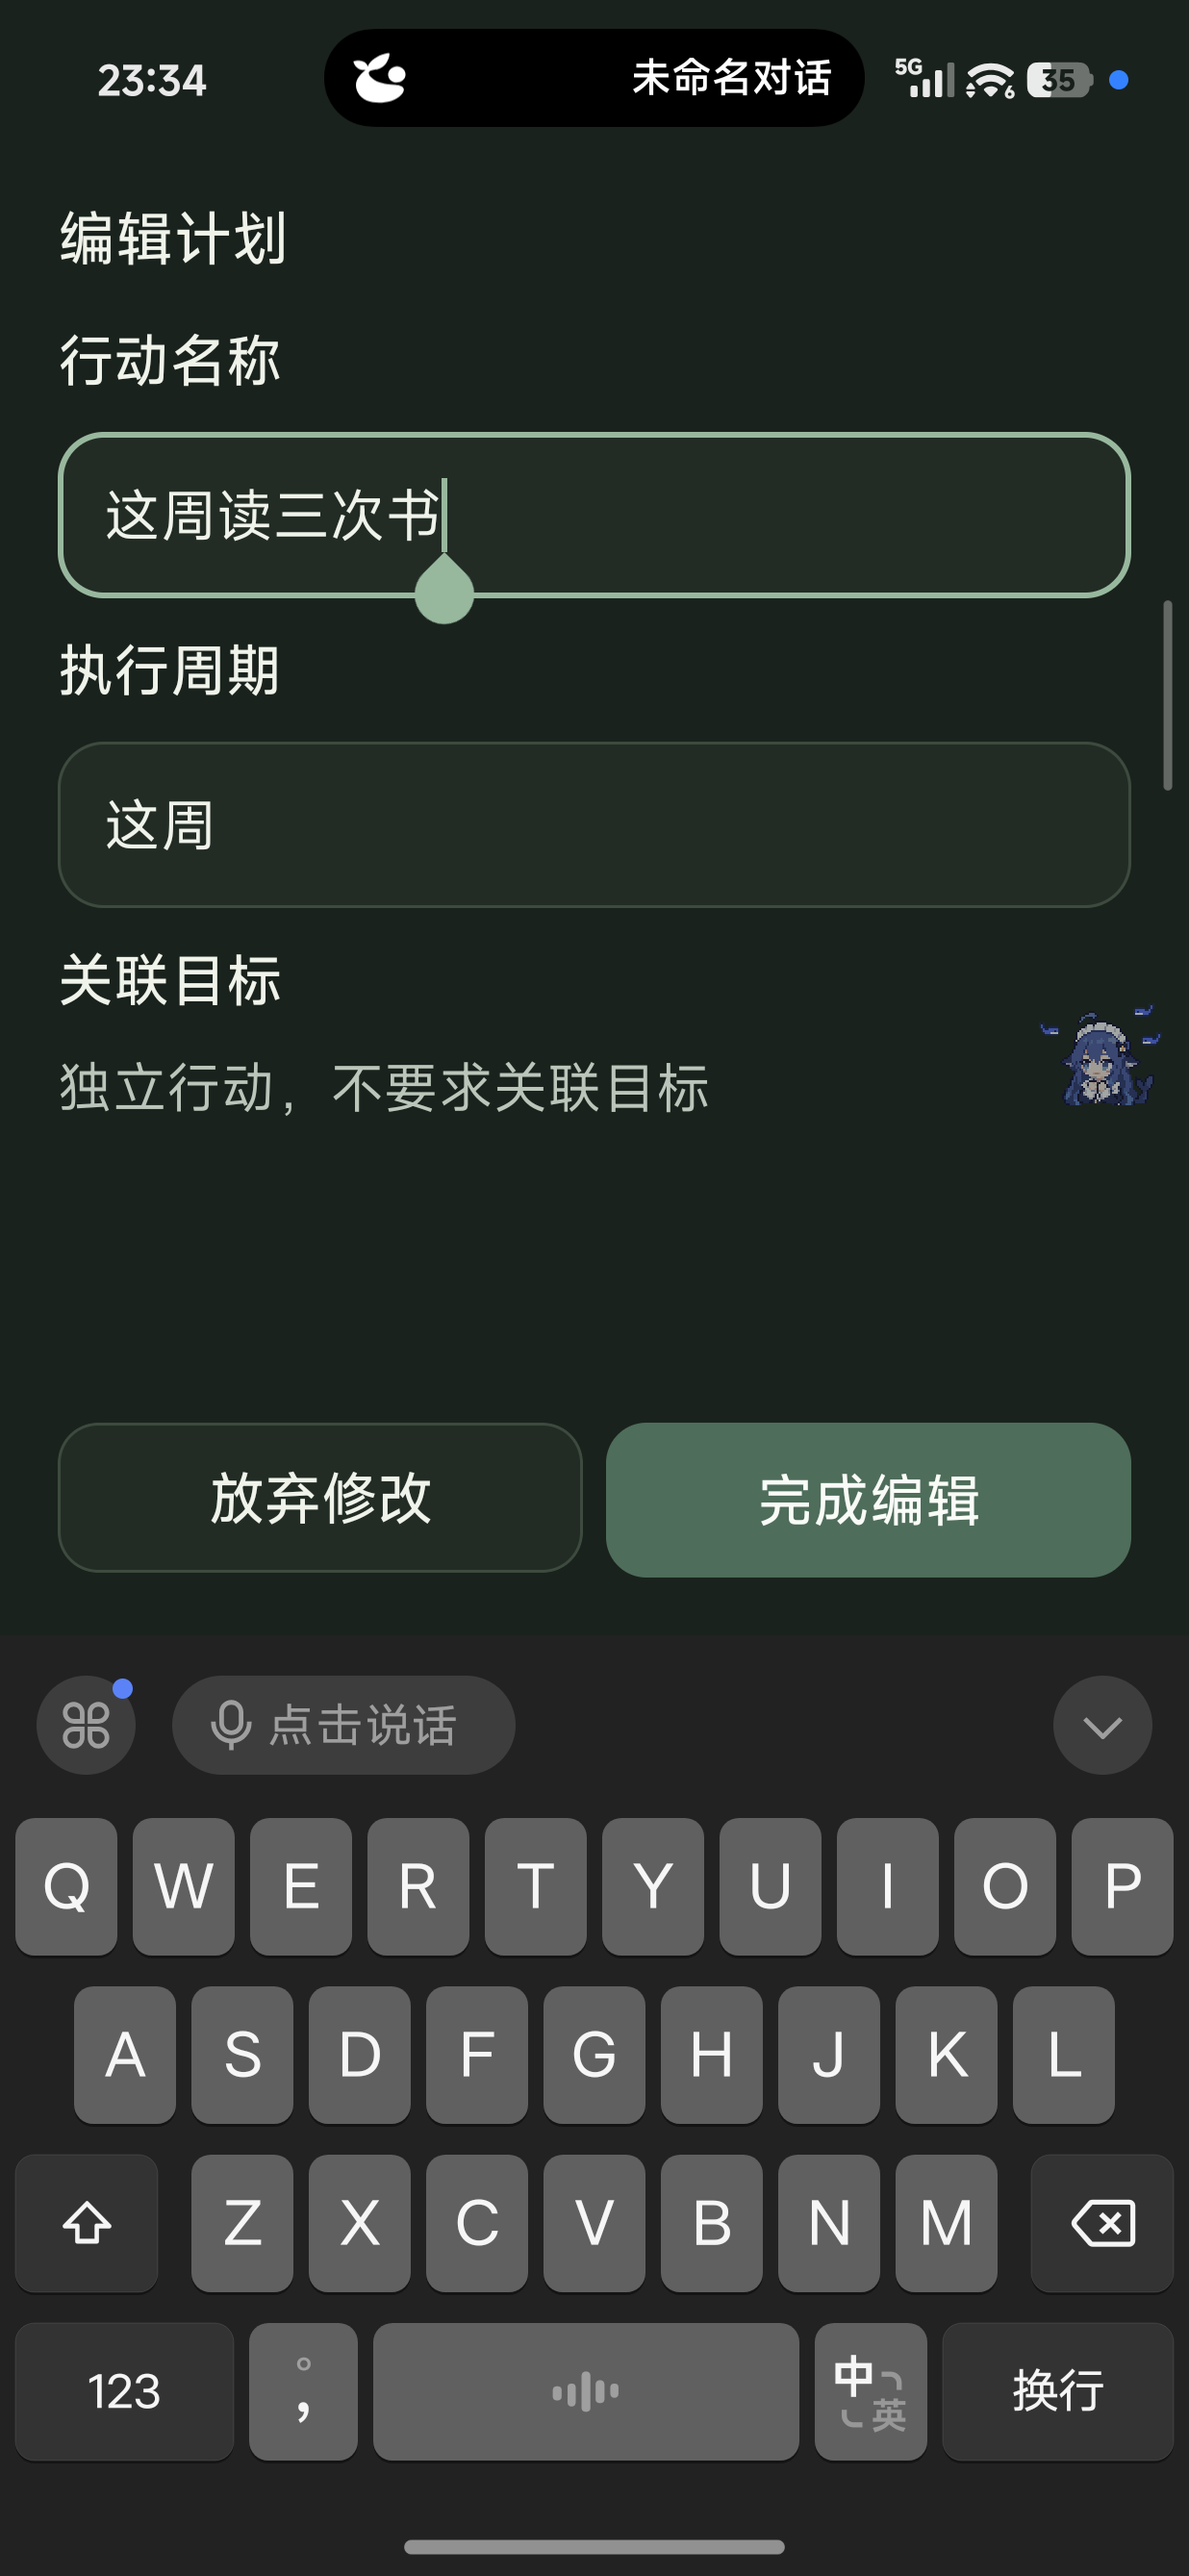 23:34
未命名对话
5G
6
35
编辑计划
行动名称
这周读三次书
执行周期
这周
关联目标
独立行动，不要求关联目标
放弃修改
完成编辑
点击说话
Q W E R T Y U I O P
A S D F G H J K L
Z X C V B N M
123
。
，
中
英
换行